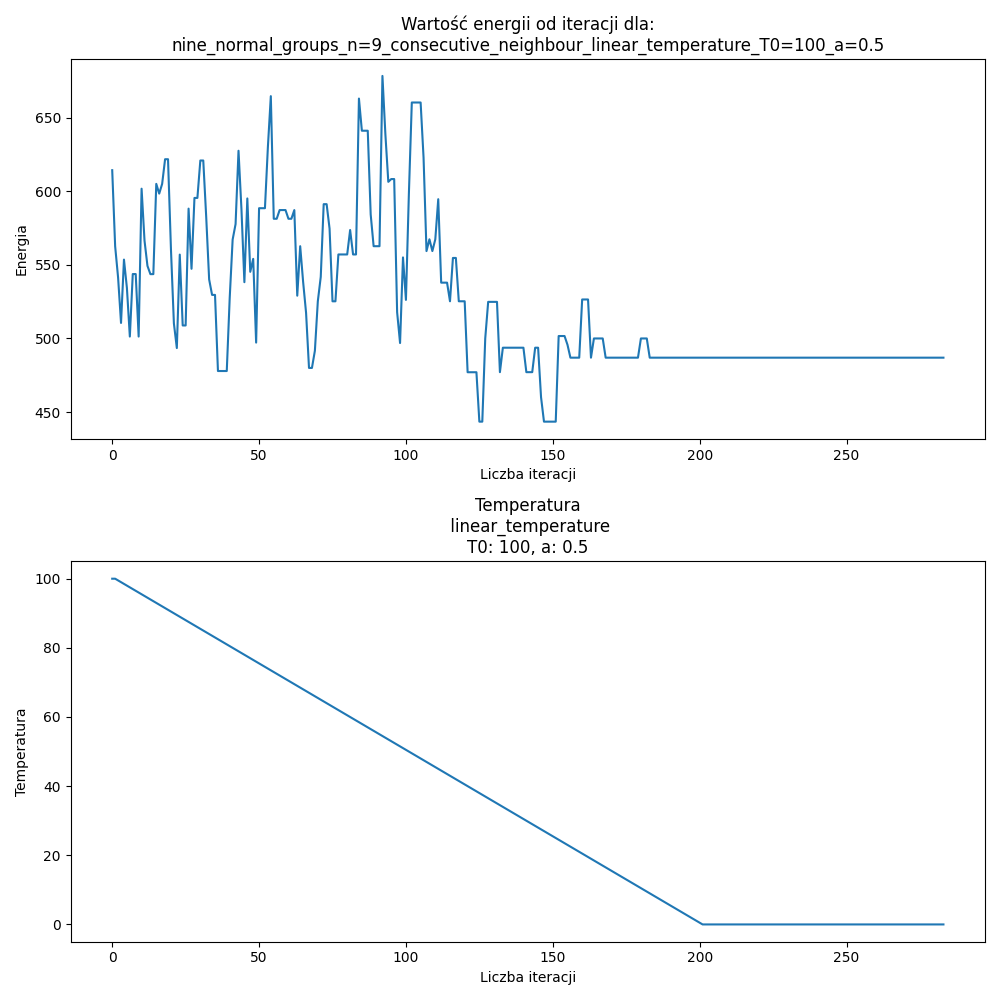 Wartość energii od iteracji dla:
nine_normal_groups_n=9_consecutive_neighbour_linear_temperature_T0=100_a=0.5
650
600
550
500
450
Energia
0 50 100 150 200 250
Liczba iteracji
Temperatura
linear_temperature
T0: 100, a: 0.5
100
80
60
40
20
0
Temperatura
0 50 100 150 200 250
Liczba iteracji